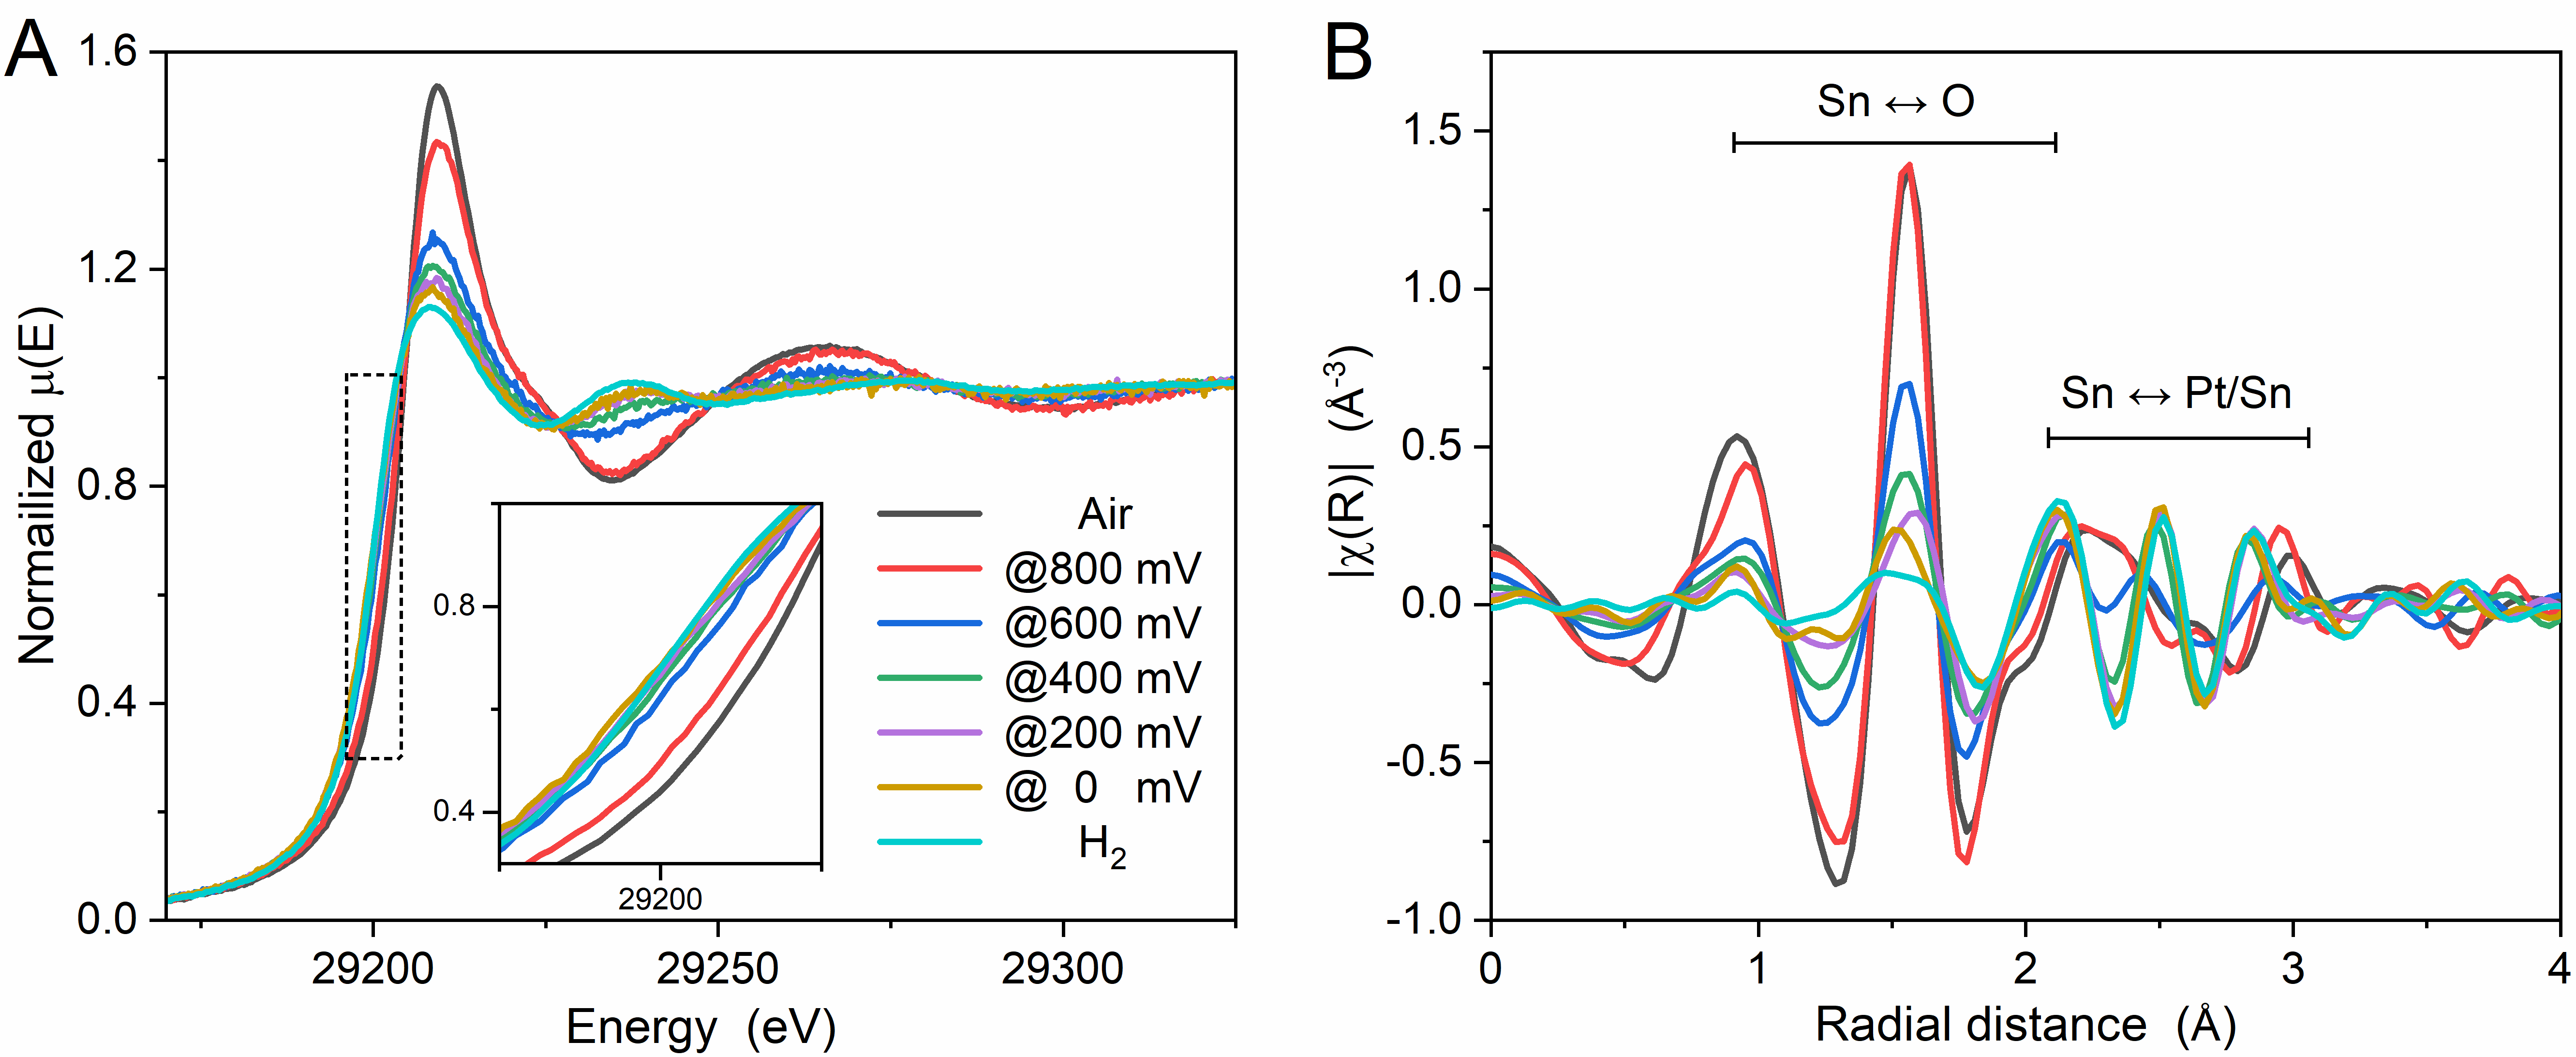 A
1.6
1.2
0.8
0.4
0.0
Normailized μ(E)
29200
29250
29300
Energy (eV)
0.8
0.4
29200
Air
@800 mV
@600 mV
@400 mV
@200 mV
@ 0 mV
H₂
B
1.5
1.0
0.5
0.0
-0.5
-1.0
|χ(R)| (Å⁻³)
Sn ↔ O
Sn ↔ Pt/Sn
0
1
2
3
4
Radial distance (Å)